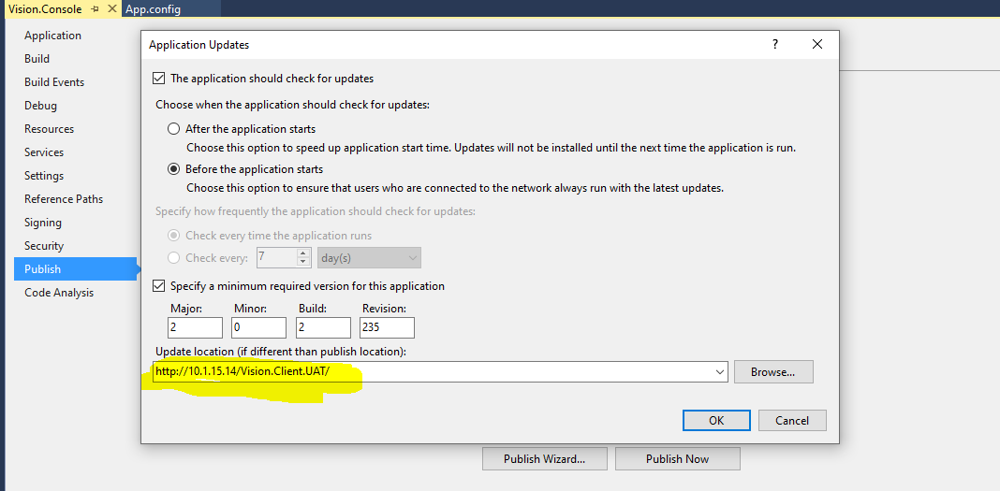 Vision.Console
App.config
Application
Build
Build Events
Debug
Resources
Services
Settings
Reference Paths
Signing
Security
Publish
Code Analysis
Application Updates
?
The application should check for updates
Choose when the application should check for updates:
After the application starts
Choose this option to speed up application start time. Updates will not be installed until the next time the application is run.
Before the application starts
Choose this option to ensure that users who are connected to the network always run with the latest updates.
Specify how frequently the application should check for updates:
Check every time the application runs
Check every: 7 day(s)
Specify a minimum required version for this application
Major: Minor: Build: Revision:
2 0 2 235
Update location (if different than publish location):
http://10.1.15.14/Vision.Client.UAT/ Browse...
OK Cancel
Publish Wizard... Publish Now